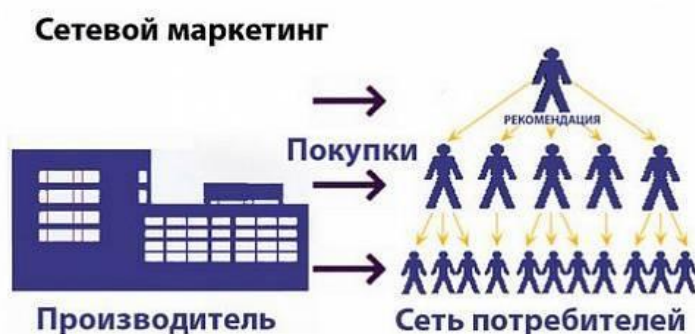 Сетевой маркетинг
РЕКОМЕНДАЦИЯ
Покупки
Производитель
Сеть потребителей